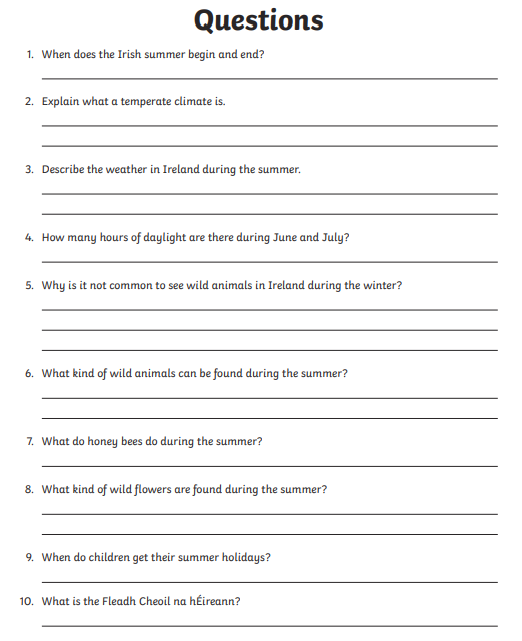 Questions
1. When does the Irish summer begin and end?
2. Explain what a temperate climate is.
3. Describe the weather in Ireland during the summer.
4. How many hours of daylight are there during June and July?
5. Why is it not common to see wild animals in Ireland during the winter?
6. What kind of wild animals can be found during the summer?
7. What do honey bees do during the summer?
8. What kind of wild flowers are found during the summer?
9. When do children get their summer holidays?
10. What is the Fleadh Cheoil na hÉireann?